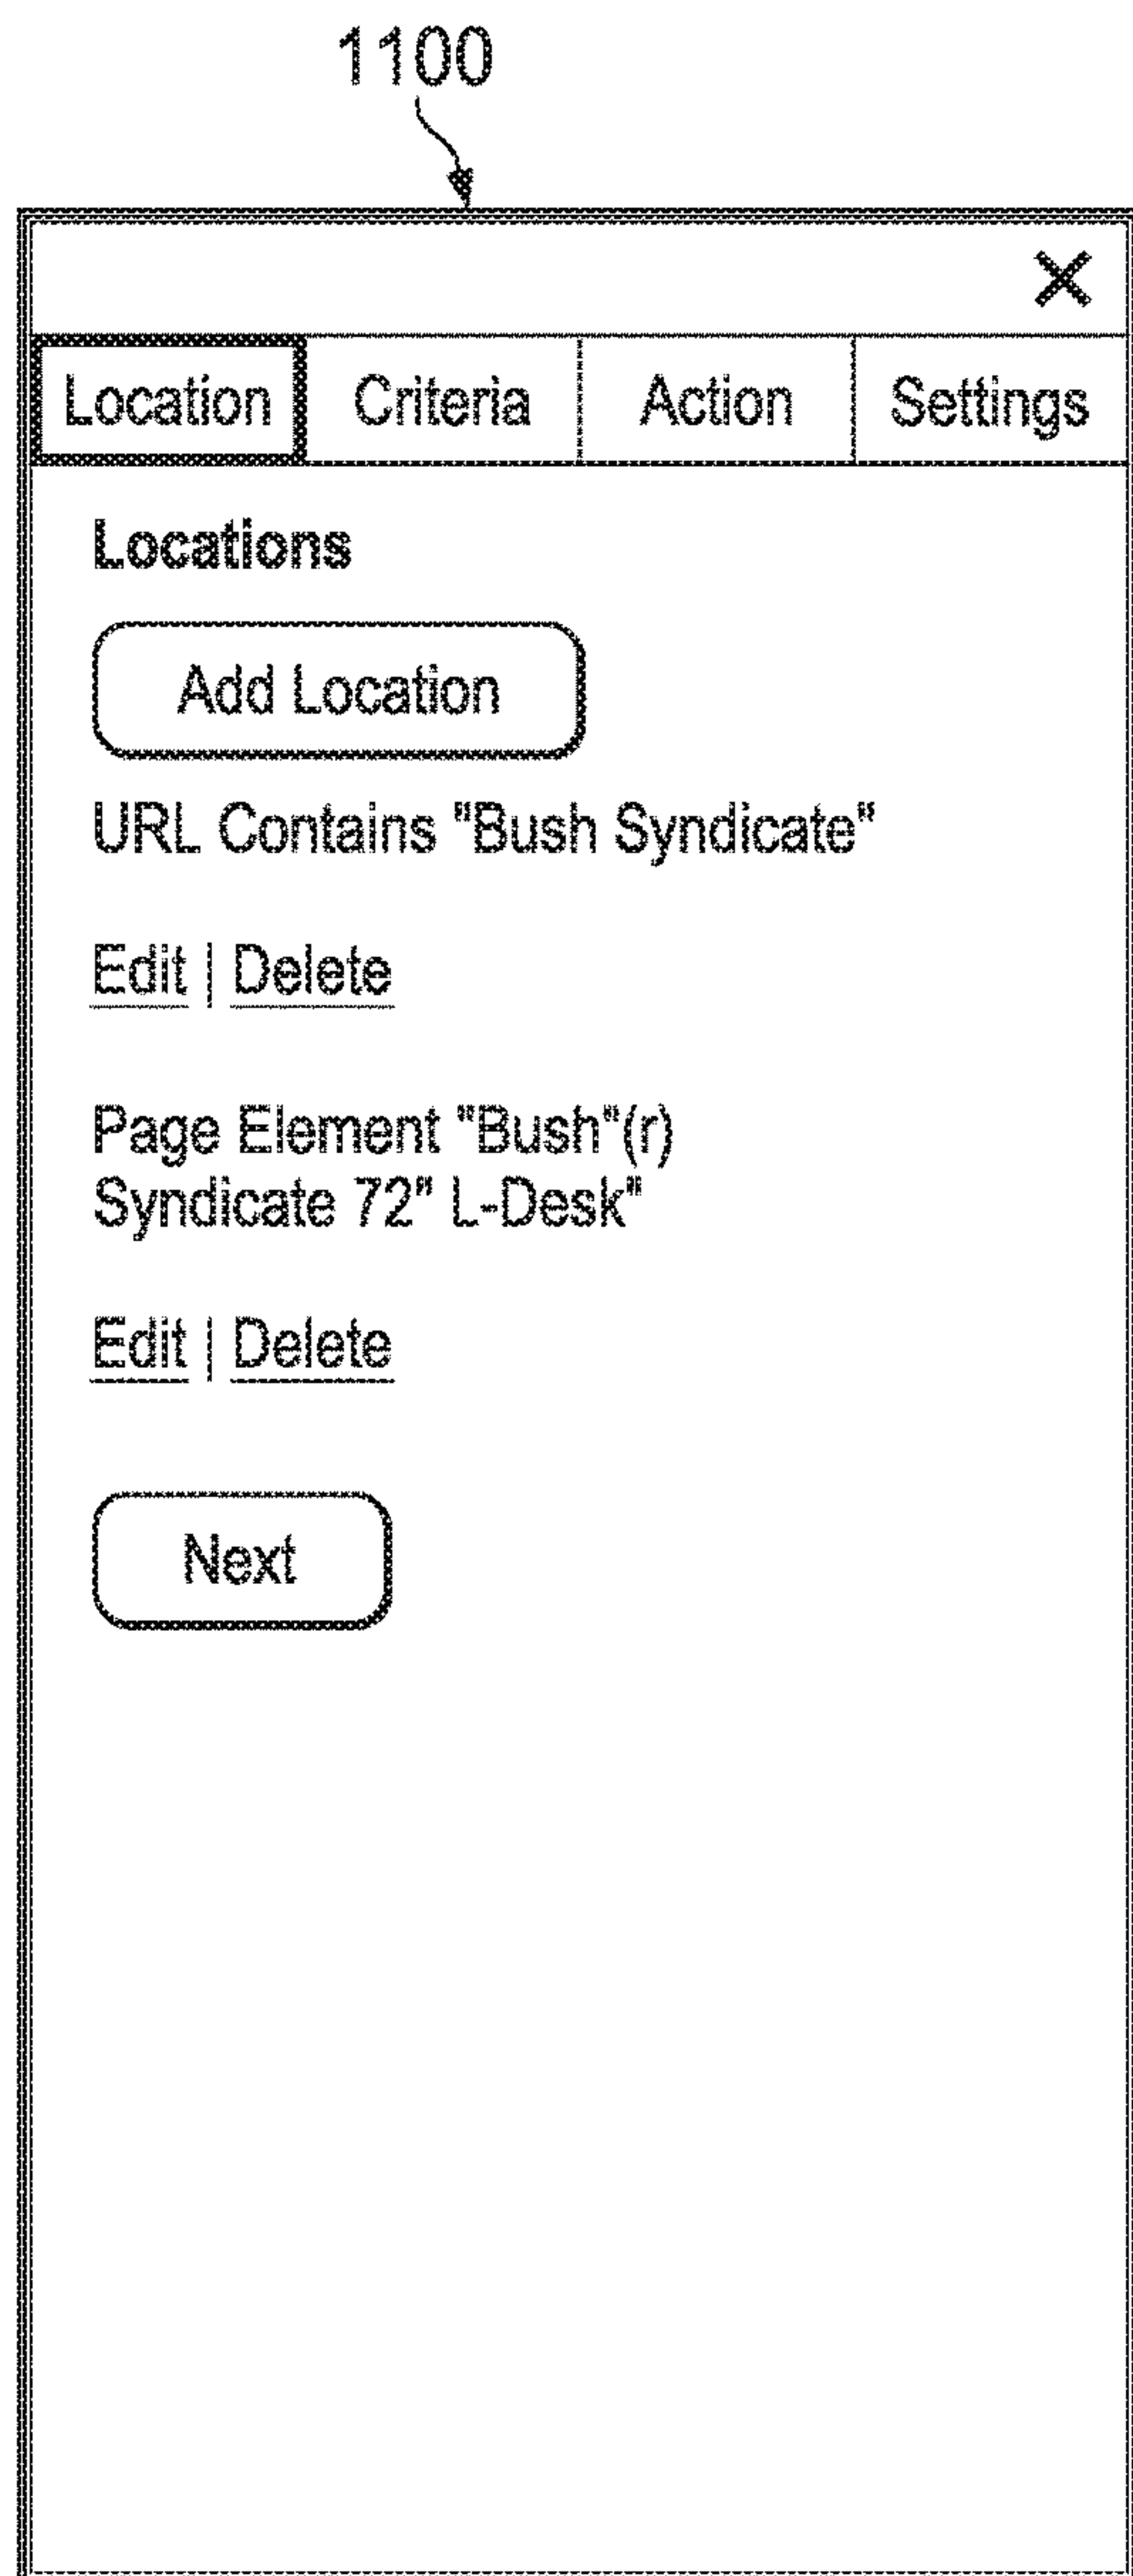 1100
X
Location Criteria Action Settings
Locations
Add Location
URL Contains "Bush Syndicate"
Edit | Delete
Page Element "Bush"(r)
Syndicate 72" L-Desk"
Edit | Delete
Next